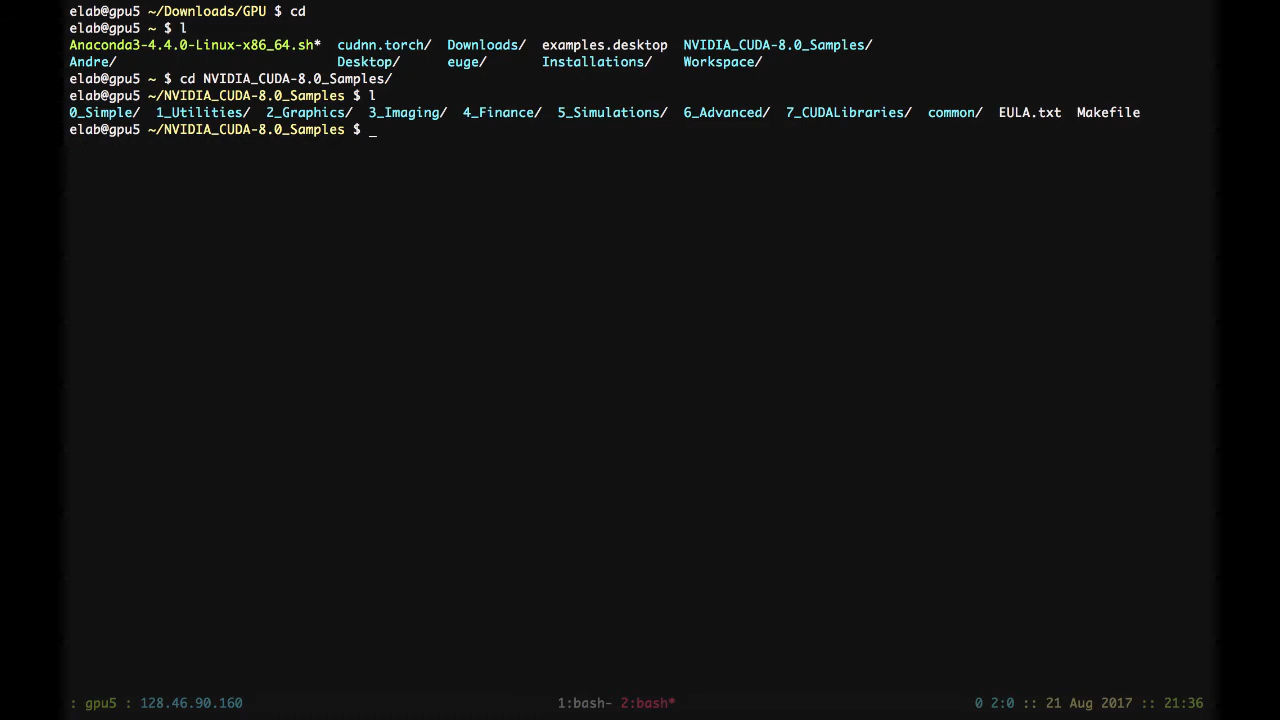 elab@gpu5 ~/Downloads/GPU $ cd
elab@gpu5 ~ $ l
Anaconda3-4.4.0-Linux-x86_64.sh*  cudnn.torch/  Downloads/  examples.desktop  NVIDIA_CUDA-8.0_Samples/
Andre/                            Desktop/      euge/       Installations/    Workspace/
elab@gpu5 ~ $ cd NVIDIA_CUDA-8.0_Samples/
elab@gpu5 ~/NVIDIA_CUDA-8.0_Samples $ l
0_Simple/  1_Utilities/  2_Graphics/  3_Imaging/  4_Finance/  5_Simulations/  6_Advanced/  7_CUDALibraries/  common/  EULA.txt  Makefile
elab@gpu5 ~/NVIDIA_CUDA-8.0_Samples $ _
: gpu5 : 128.46.90.160 1:bash- 2:bash* 0 2:0 :: 21 Aug 2017 :: 21:36